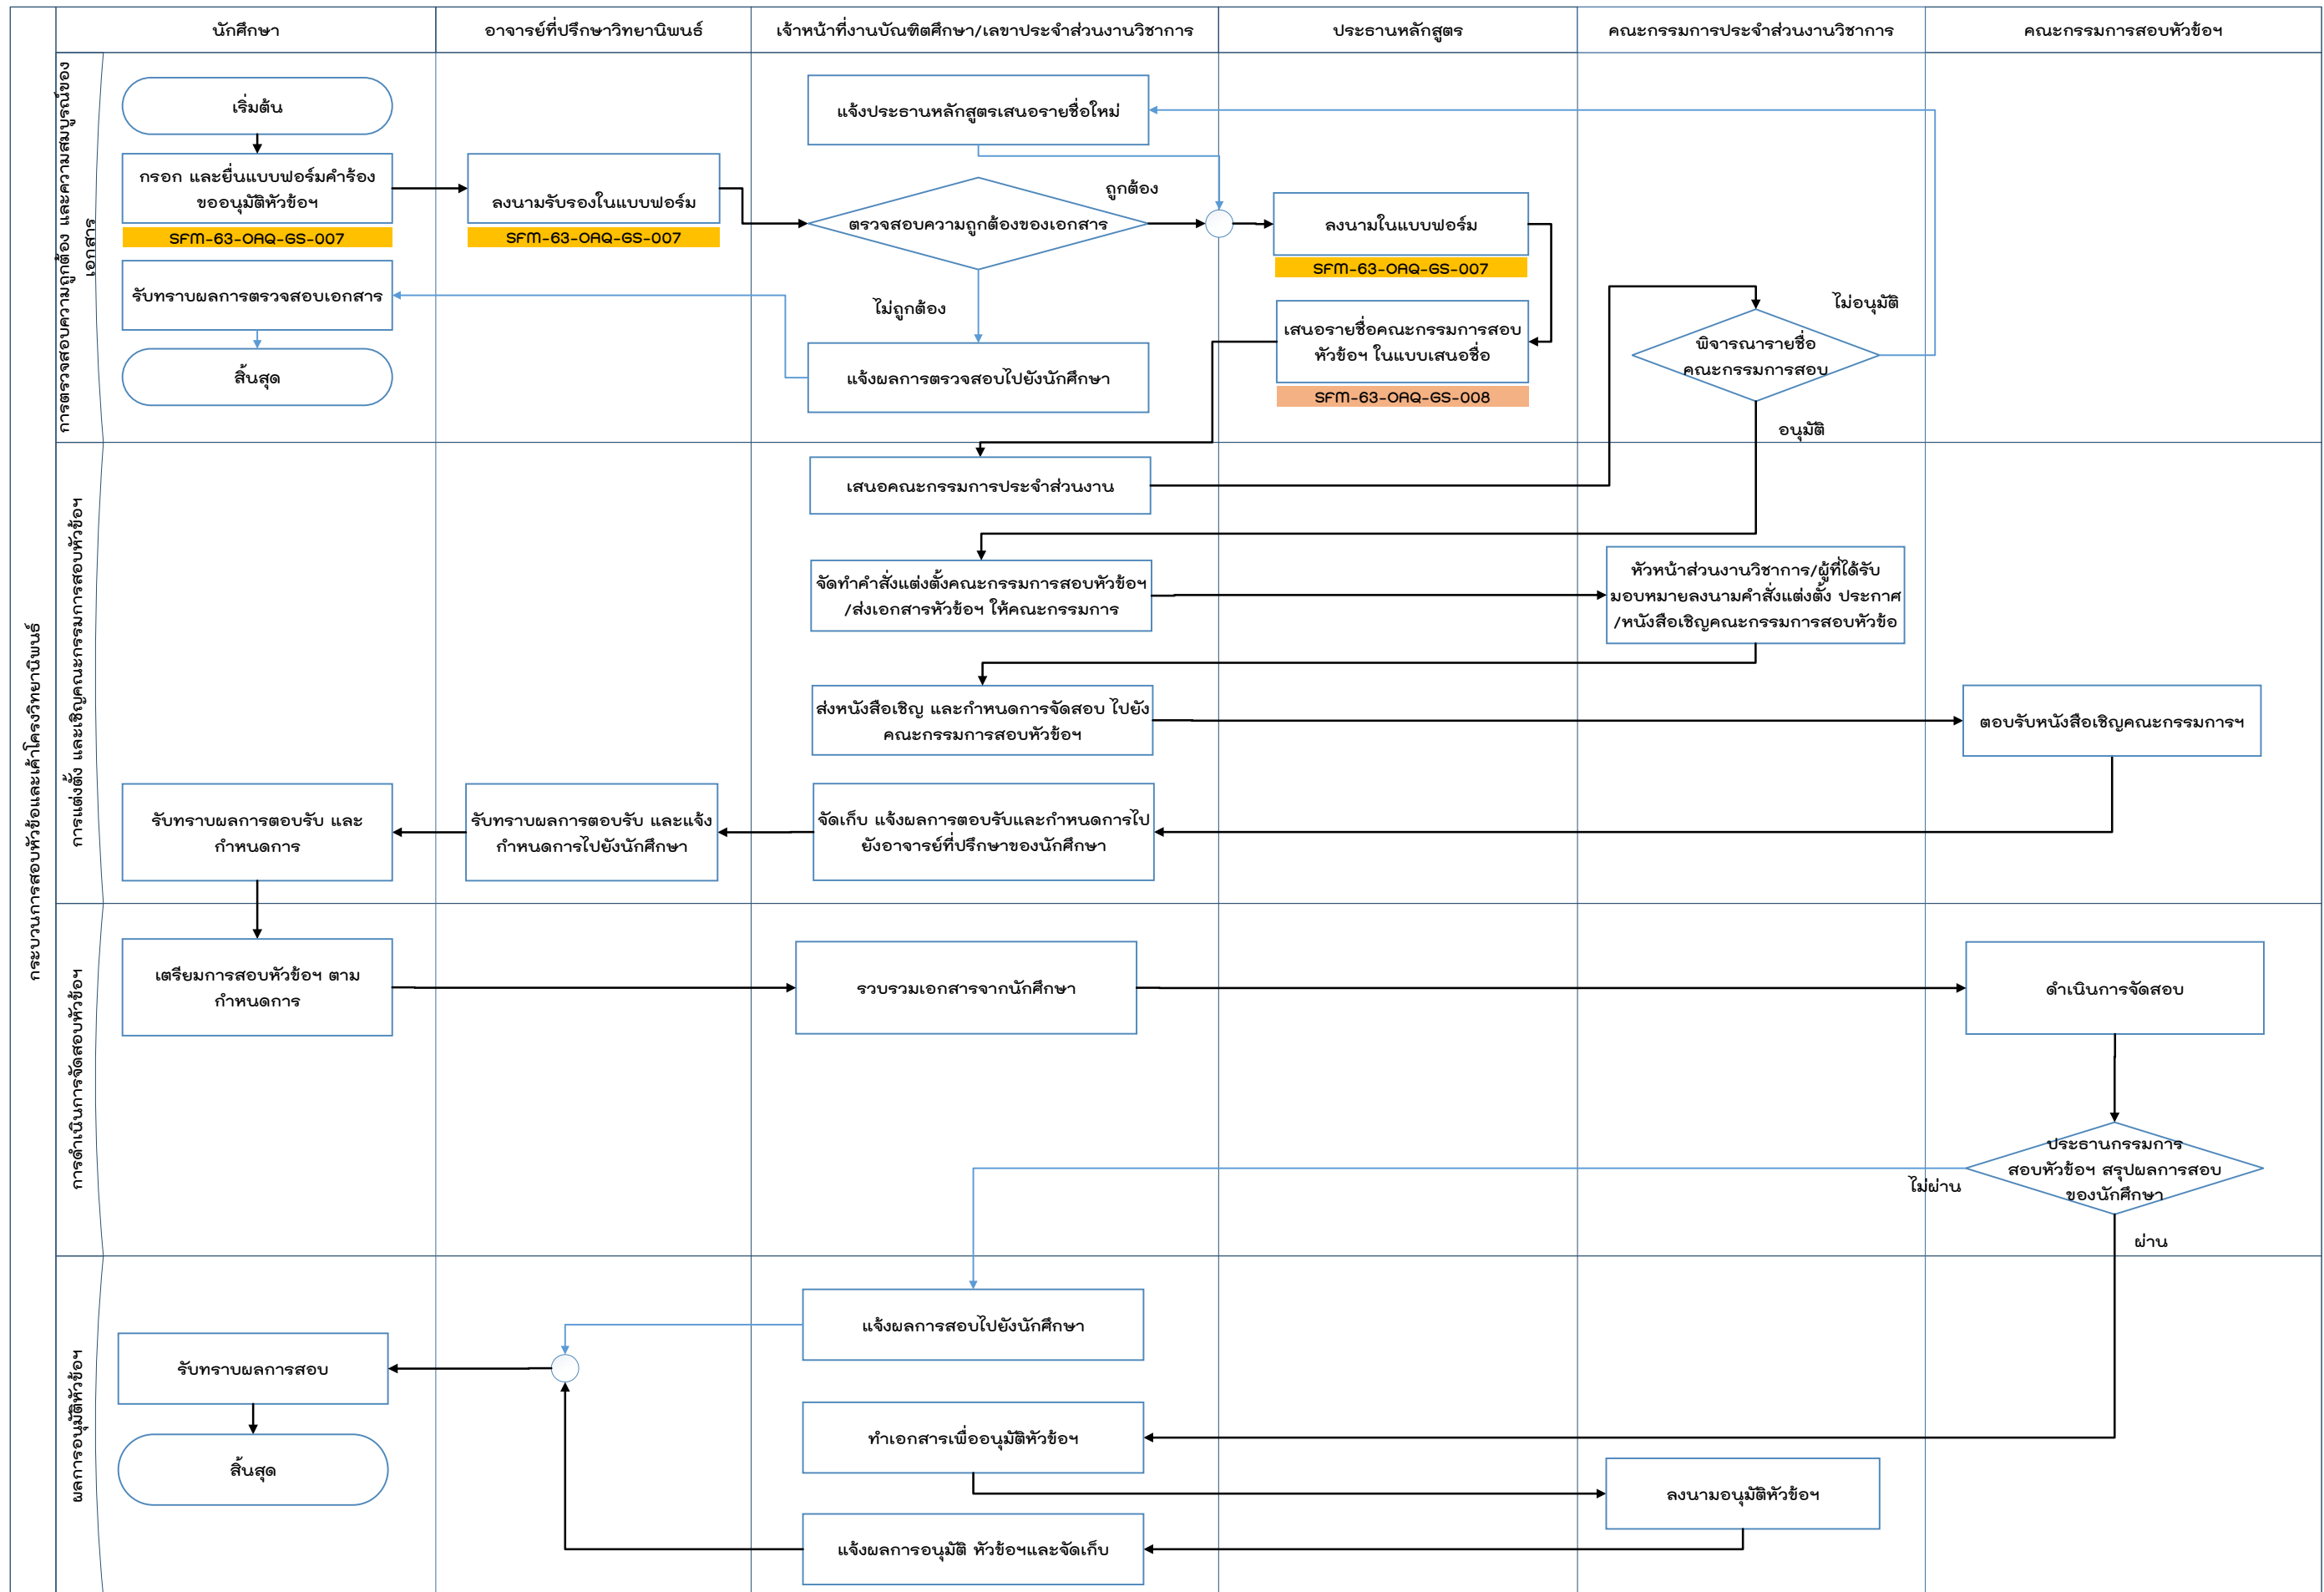 นักศึกษา
อาจารย์ที่ปรึกษาวิทยานิพนธ์
เจ้าหน้าที่งานบัณฑิตศึกษา/เลขาประจำส่วนงานวิชาการ
ประธานหลักสูตร
คณะกรรมการประจำส่วนงานวิชาการ
คณะกรรมการสอบหัวข้อฯ
กระบวนการสอบหัวข้อและเค้าโครงวิทยานิพนธ์
การตรวจสอบความถูกต้อง และความสมบูรณ์ของ
เอกสาร
เริ่มต้น
กรอก และยื่นแบบฟอร์มคำร้อง
ขออนุมัติหัวข้อฯ
SFM-63-OAQ-GS-007
ลงนามรับรองในแบบฟอร์ม
SFM-63-OAQ-GS-007
แจ้งประธานหลักสูตรเสนอรายชื่อใหม่
ตรวจสอบความถูกต้องของเอกสาร
ถูกต้อง
ไม่ถูกต้อง
ลงนามในแบบฟอร์ม
SFM-63-OAQ-GS-007
รับทราบผลการตรวจสอบเอกสาร
สิ้นสุด
แจ้งผลการตรวจสอบไปยังนักศึกษา
เสนอรายชื่อคณะกรรมการสอบ
หัวข้อฯ ในแบบเสนอชื่อ
SFM-63-OAQ-GS-008
พิจารณารายชื่อ
คณะกรรมการสอบ
ไม่อนุมัติ
อนุมัติ
การแต่งตั้ง และเชิญคณะกรรมการสอบหัวข้อฯ
เสนอคณะกรรมการประจำส่วนงาน
จัดทำคำสั่งแต่งตั้งคณะกรรมการสอบหัวข้อฯ
/ส่งเอกสารหัวข้อฯ ให้คณะกรรมการ
หัวหน้าส่วนงานวิชาการ/ผู้ที่ได้รับ
มอบหมายลงนามคำสั่งแต่งตั้ง ประกาศ
/หนังสือเชิญคณะกรรมการสอบหัวข้อ
ส่งหนังสือเชิญ และกำหนดการจัดสอบ ไปยัง
คณะกรรมการสอบหัวข้อฯ
ตอบรับหนังสือเชิญคณะกรรมการฯ
รับทราบผลการตอบรับ และ
กำหนดการ
รับทราบผลการตอบรับ และแจ้ง
กำหนดการไปยังนักศึกษา
จัดเก็บ แจ้งผลการตอบรับและกำหนดการไป
ยังอาจารย์ที่ปรึกษาของนักศึกษา
การดำเนินการจัดสอบหัวข้อฯ
เตรียมการสอบหัวข้อฯ ตาม
กำหนดการ
รวบรวมเอกสารจากนักศึกษา
ดำเนินการจัดสอบ
ประธานกรรมการ
สอบหัวข้อฯ สรุปผลการสอบ
ของนักศึกษา
ไม่ผ่าน
ผ่าน
ผลการอนุมัติหัวข้อฯ
แจ้งผลการสอบไปยังนักศึกษา
รับทราบผลการสอบ
ทำเอกสารเพื่ออนุมัติหัวข้อฯ
สิ้นสุด
ลงนามอนุมัติหัวข้อฯ
แจ้งผลการอนุมัติ หัวข้อฯและจัดเก็บ